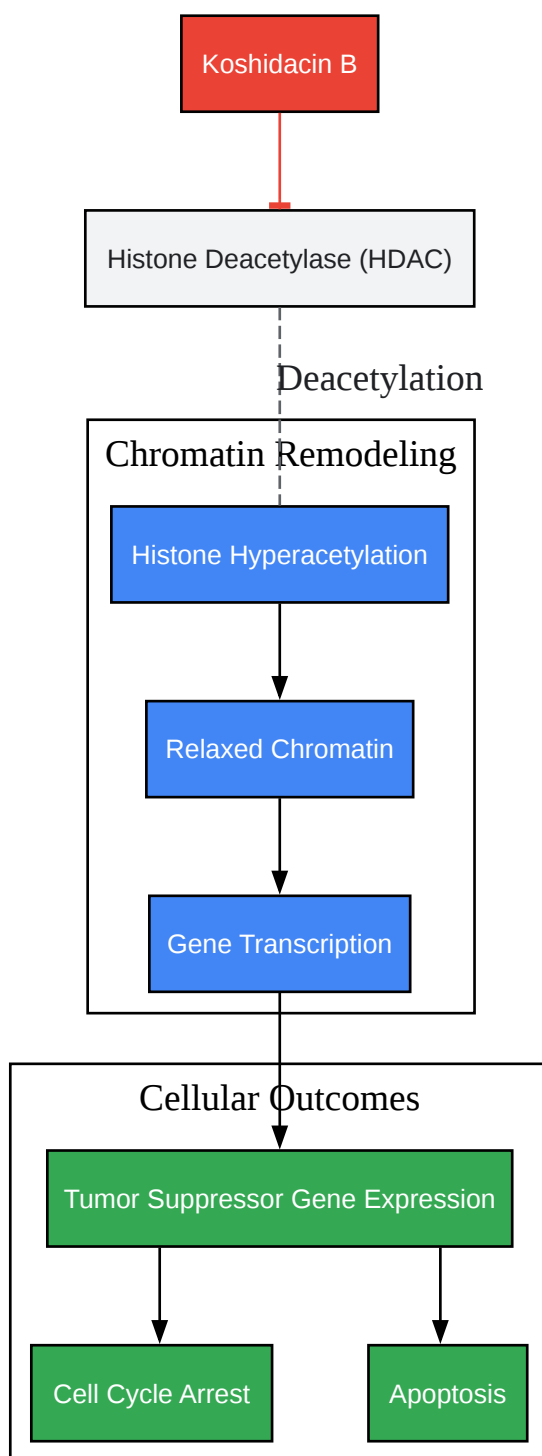 Koshidacin B
Histone Deacetylase (HDAC)
Deacetylation
Chromatin Remodeling
Histone Hyperacetylation
Relaxed Chromatin
Gene Transcription
Cellular Outcomes
Tumor Suppressor Gene Expression
Cell Cycle Arrest
Apoptosis